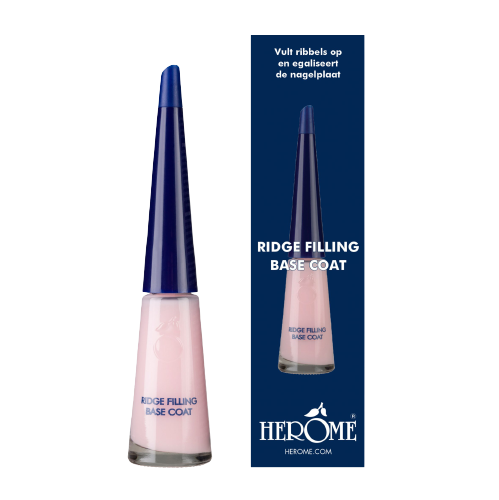 Vult ribbels op
en egaliseert
de nagelplaat
RIDGE FILLING
BASE COAT
RIDGE FILLING
BASE COAT
HERÔME®
HEROME.COM
RIDGE FILLING
BASE COAT